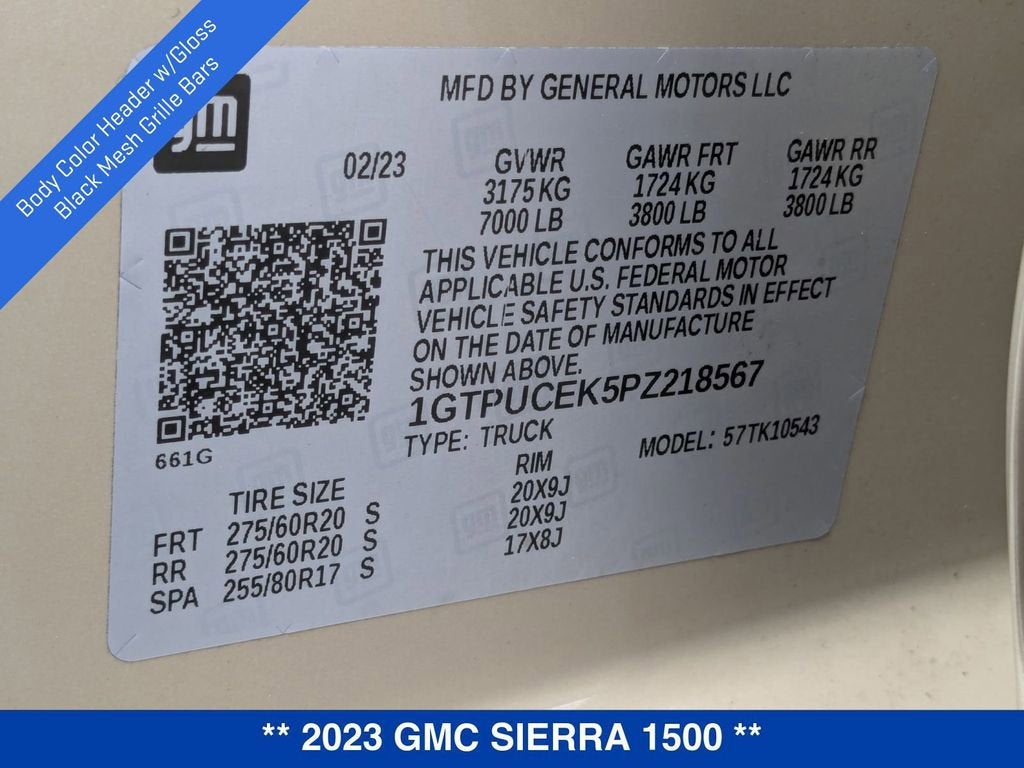 Body Color Header w/Gloss
Black Mesh Grille Bars
gm
MFD BY GENERAL MOTORS LLC
02/23 GVWR GAWR FRT GAWR RR
3175 KG 1724 KG 1724 KG
7000 LB 3800 LB 3800 LB
THIS VEHICLE CONFORMS TO ALL
APPLICABLE U.S. FEDERAL MOTOR
VEHICLE SAFETY STANDARDS IN EFFECT
ON THE DATE OF MANUFACTURE
SHOWN ABOVE.
1GTPUCEK5PZ218567
TYPE: TRUCK MODEL: 57TK10543
661G
TIRE SIZE RIM
FRT 275/60R20 S 20X9J
RR 275/60R20 S 20X9J
SPA 255/80R17 S 17X8J
** 2023 GMC SIERRA 1500 **